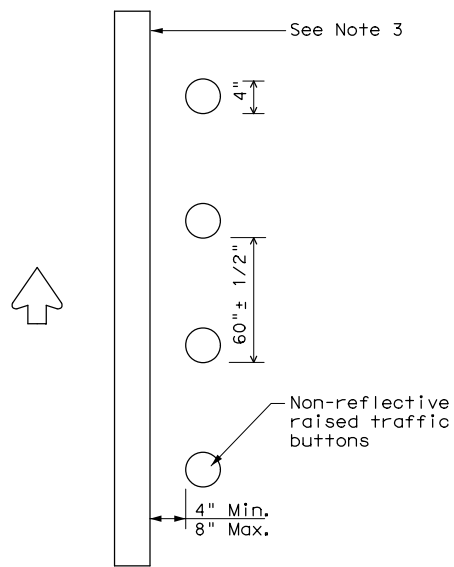 See Note 3
4"
60"± 1/2"
Non-reflective
raised traffic
buttons
4" Min.
8" Max.